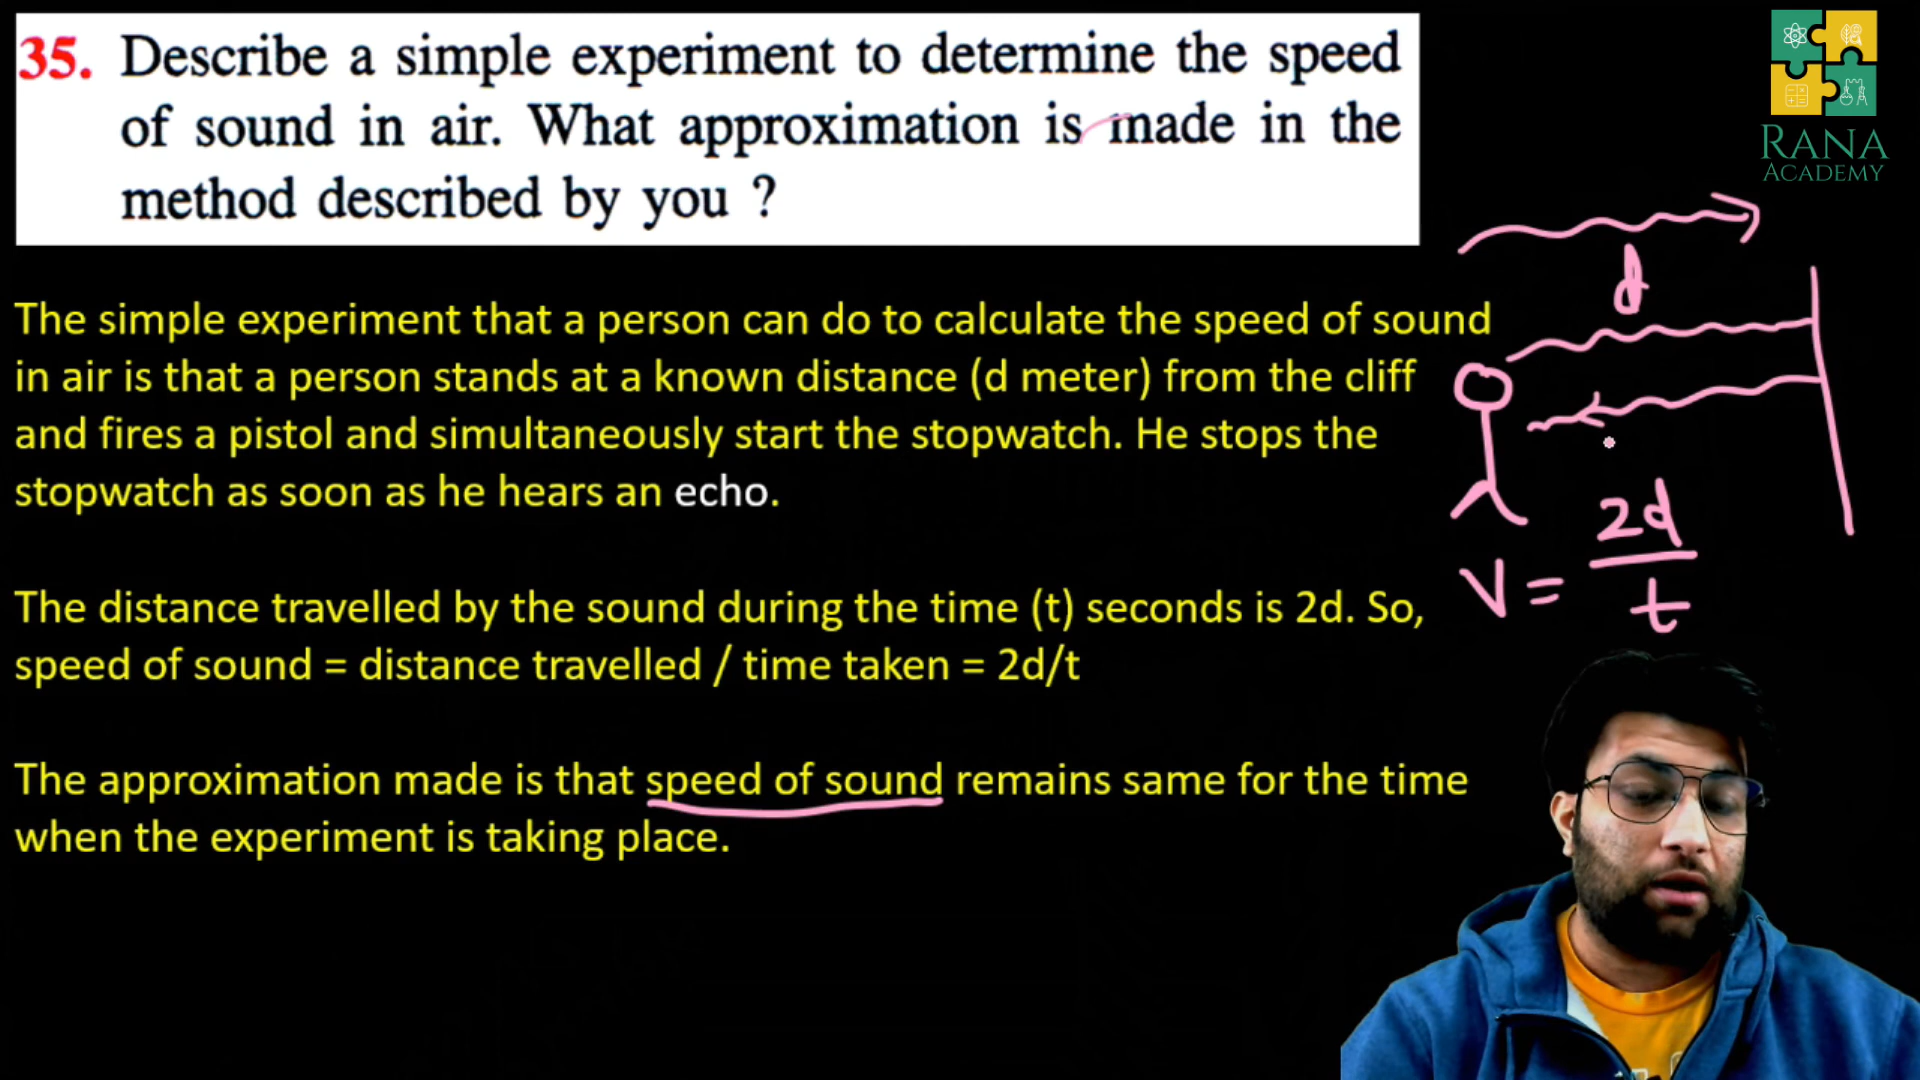 35. Describe a simple experiment to determine the speed
of sound in air. What approximation is made in the
method described by you ?
RANA
ACADEMY
d
The simple experiment that a person can do to calculate the speed of sound
in air is that a person stands at a known distance (d meter) from the cliff
and fires a pistol and simultaneously start the stopwatch. He stops the
stopwatch as soon as he hears an echo.
V = 2d
t
The distance travelled by the sound during the time (t) seconds is 2d. So,
speed of sound = distance travelled / time taken = 2d/t
The approximation made is that speed of sound remains same for the time
when the experiment is taking place.